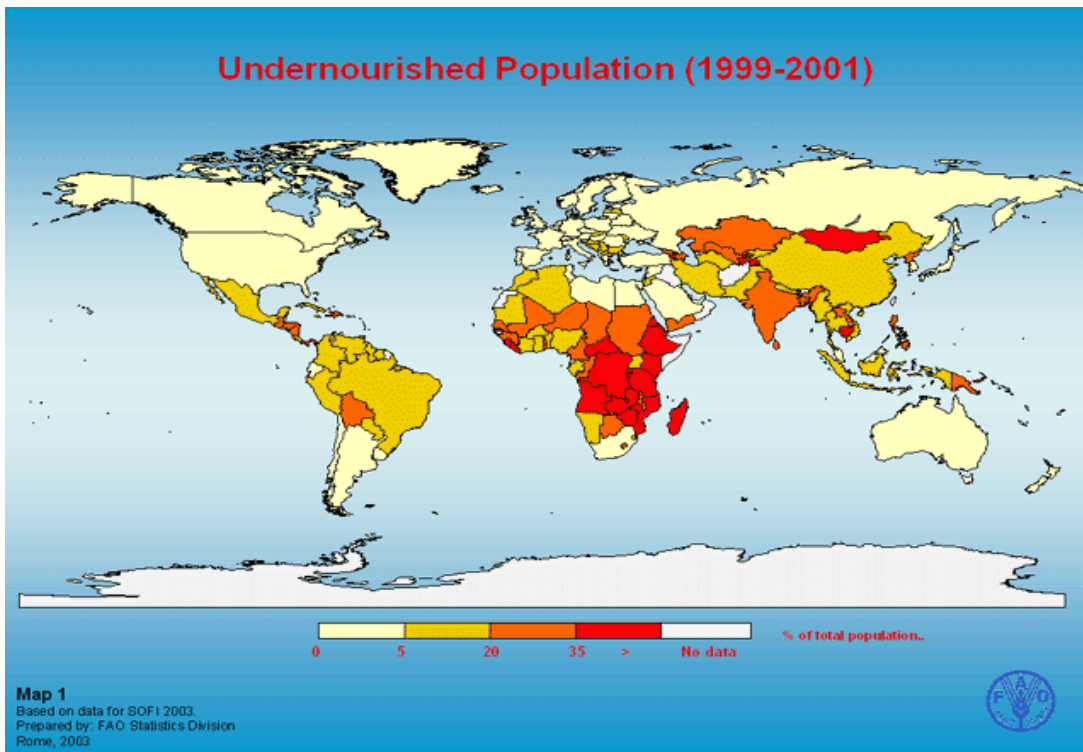 Undernourished Population (1999-2001)
0 5 20 35 > No data
% of total population..
Map 1
Based on data for SOFI 2003.
Prepared by: FAO Statistics Division
Rome, 2003
F A O